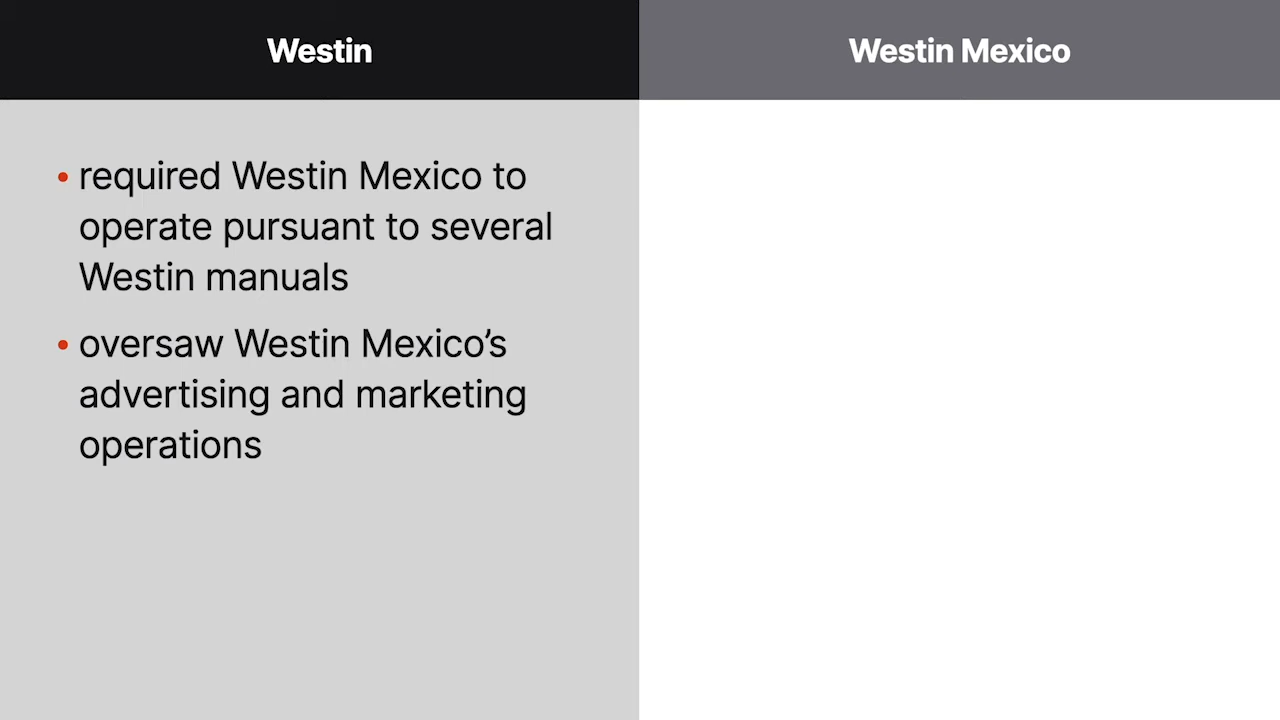 Westin
Westin Mexico
• required Westin Mexico to
operate pursuant to several
Westin manuals
• oversaw Westin Mexico’s
advertising and marketing
operations